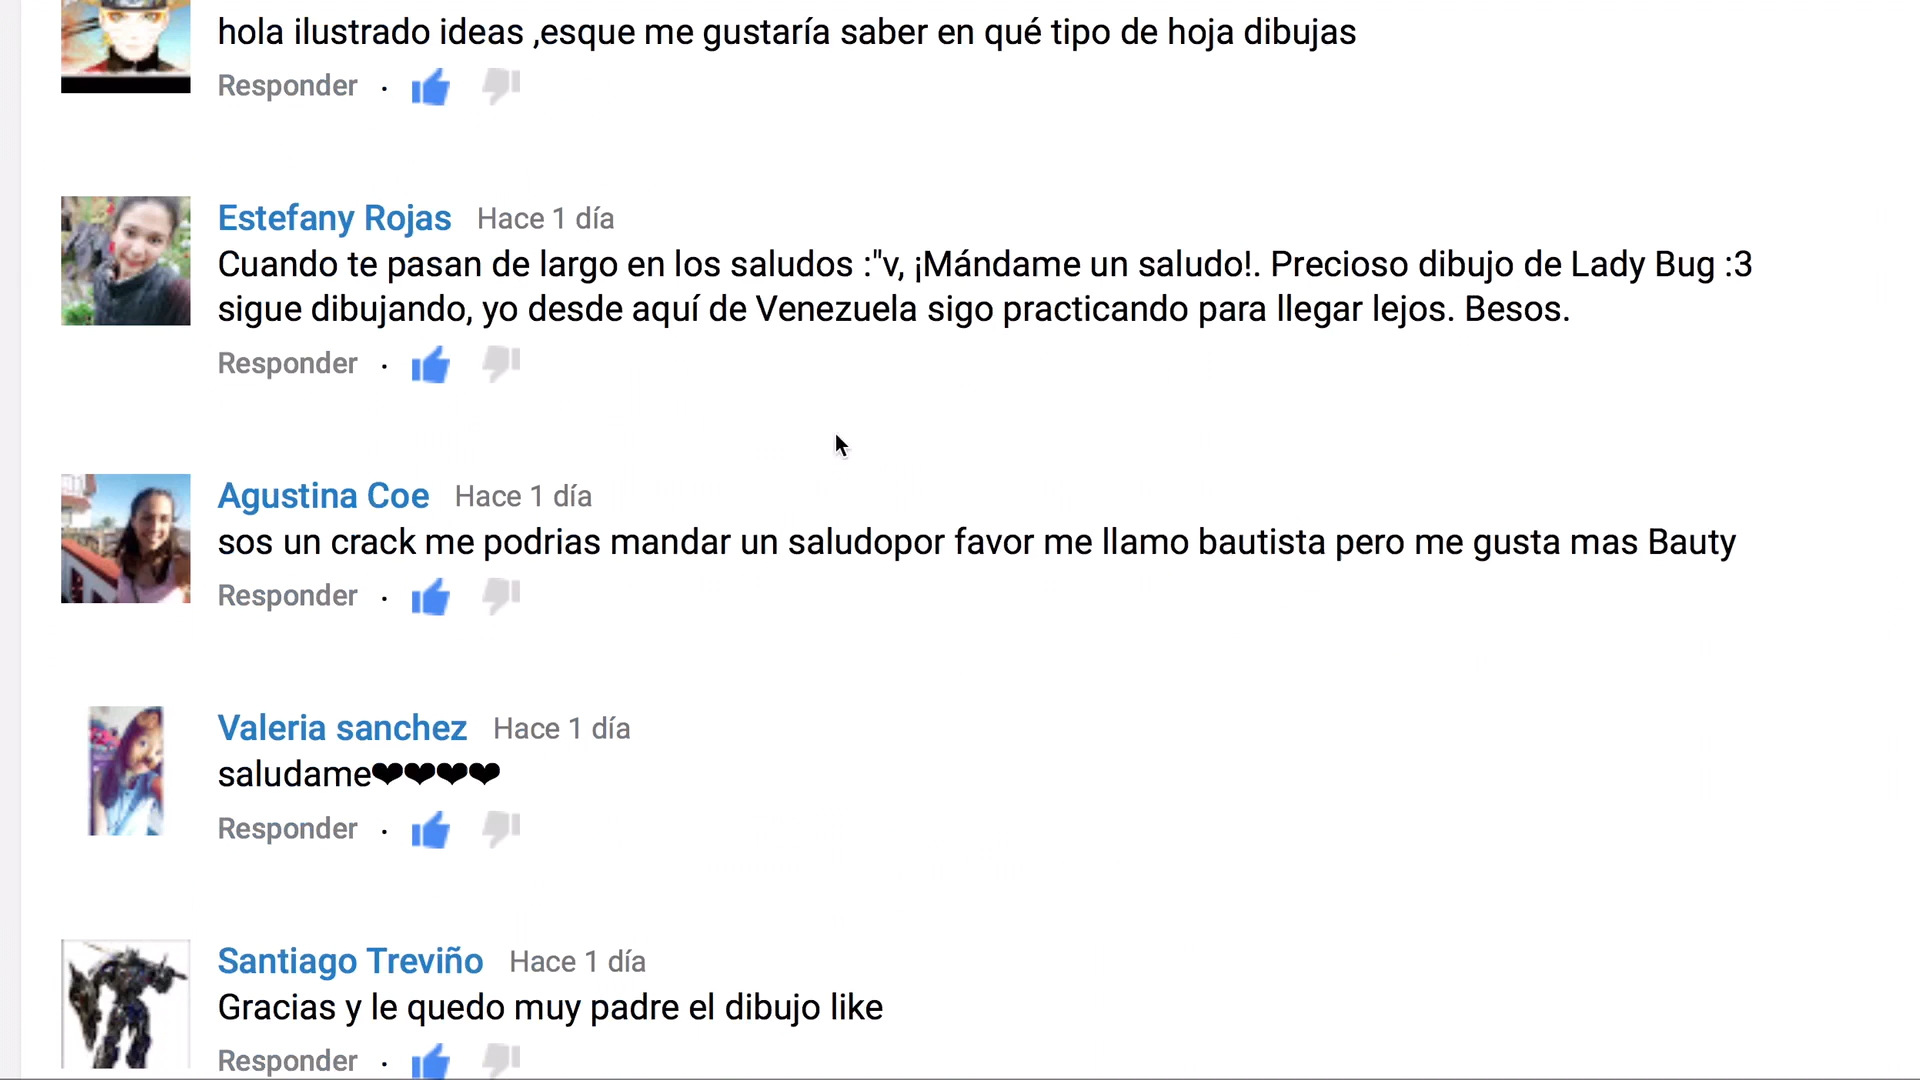 hola ilustrado ideas ,esque me gustaría saber en qué tipo de hoja dibujas
Responder ·
Estefany Rojas Hace 1 día
Cuando te pasan de largo en los saludos :"v, ¡Mándame un saludo!. Precioso dibujo de Lady Bug :3
sigue dibujando, yo desde aquí de Venezuela sigo practicando para llegar lejos. Besos.
Responder ·
Agustina Coe Hace 1 día
sos un crack me podrias mandar un saludopor favor me llamo bautista pero me gusta mas Bauty
Responder ·
Valeria sanchez Hace 1 día
saludame❤❤❤❤
Responder ·
Santiago Treviño Hace 1 día
Gracias y le quedo muy padre el dibujo like
Responder ·